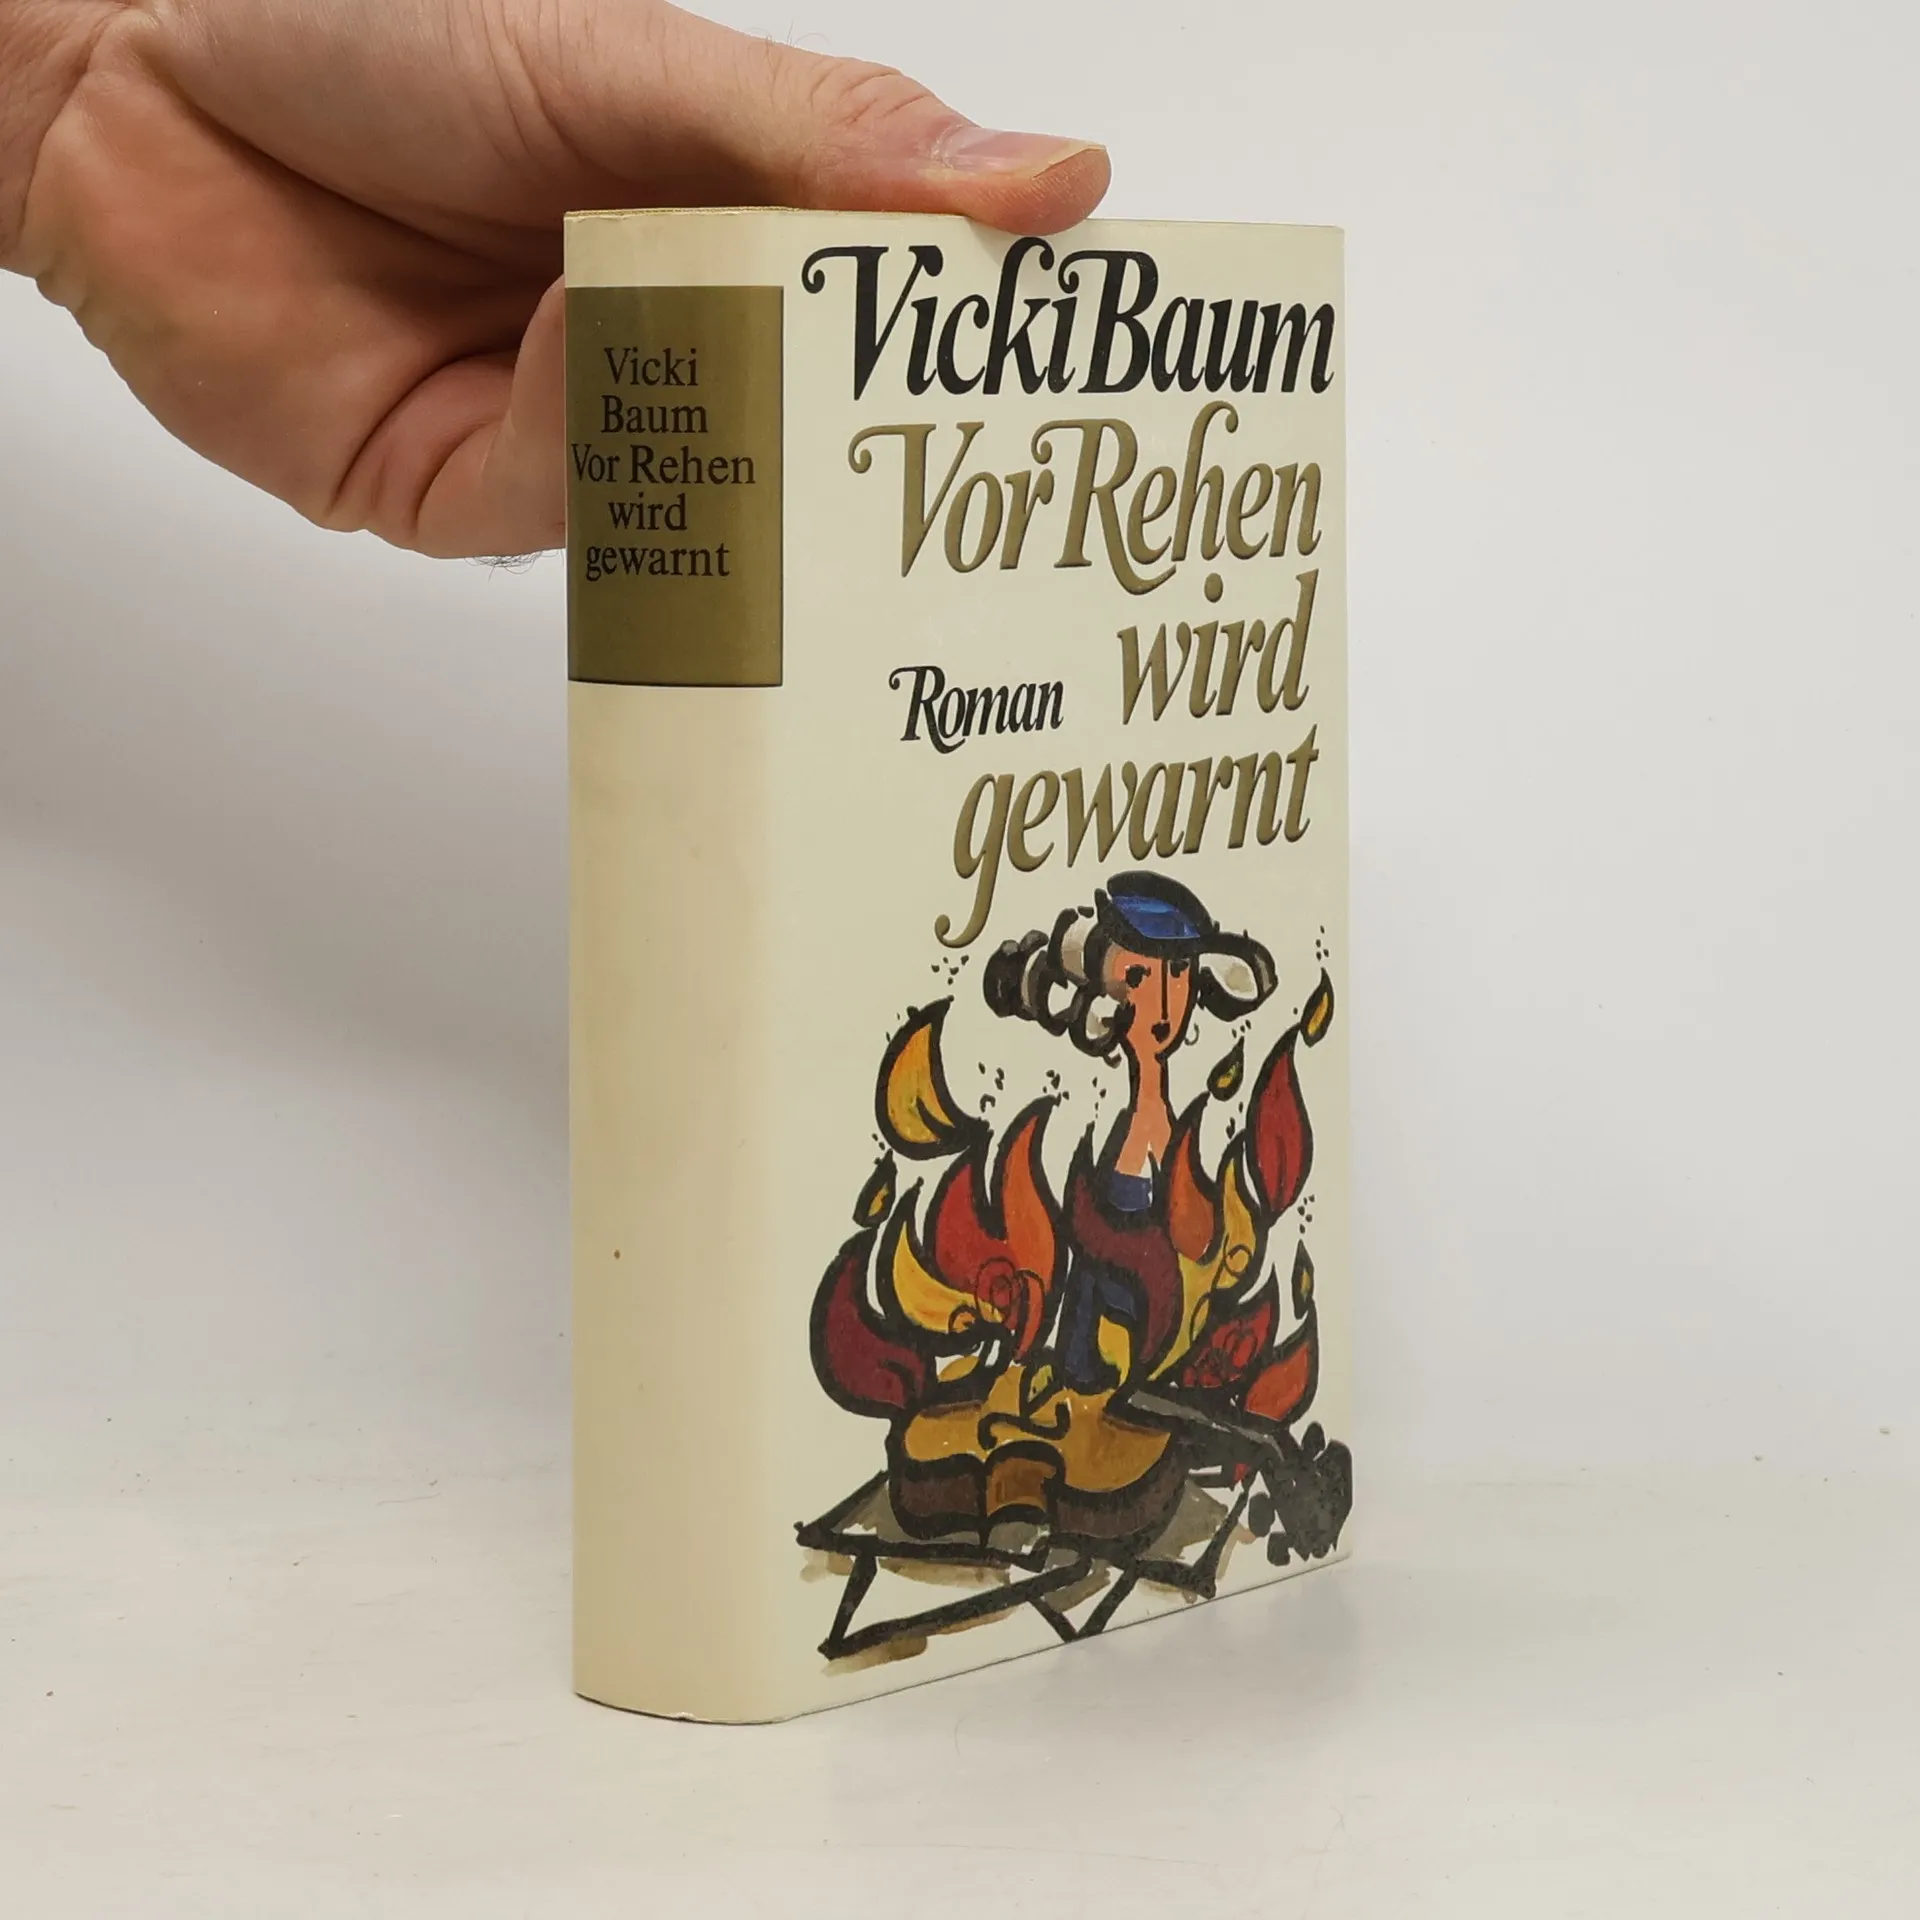 Vicki
Baum
Vor Rehen
wird
gewarnt
Vicki Baum
Vor Rehen
wird
Roman
gewarnt